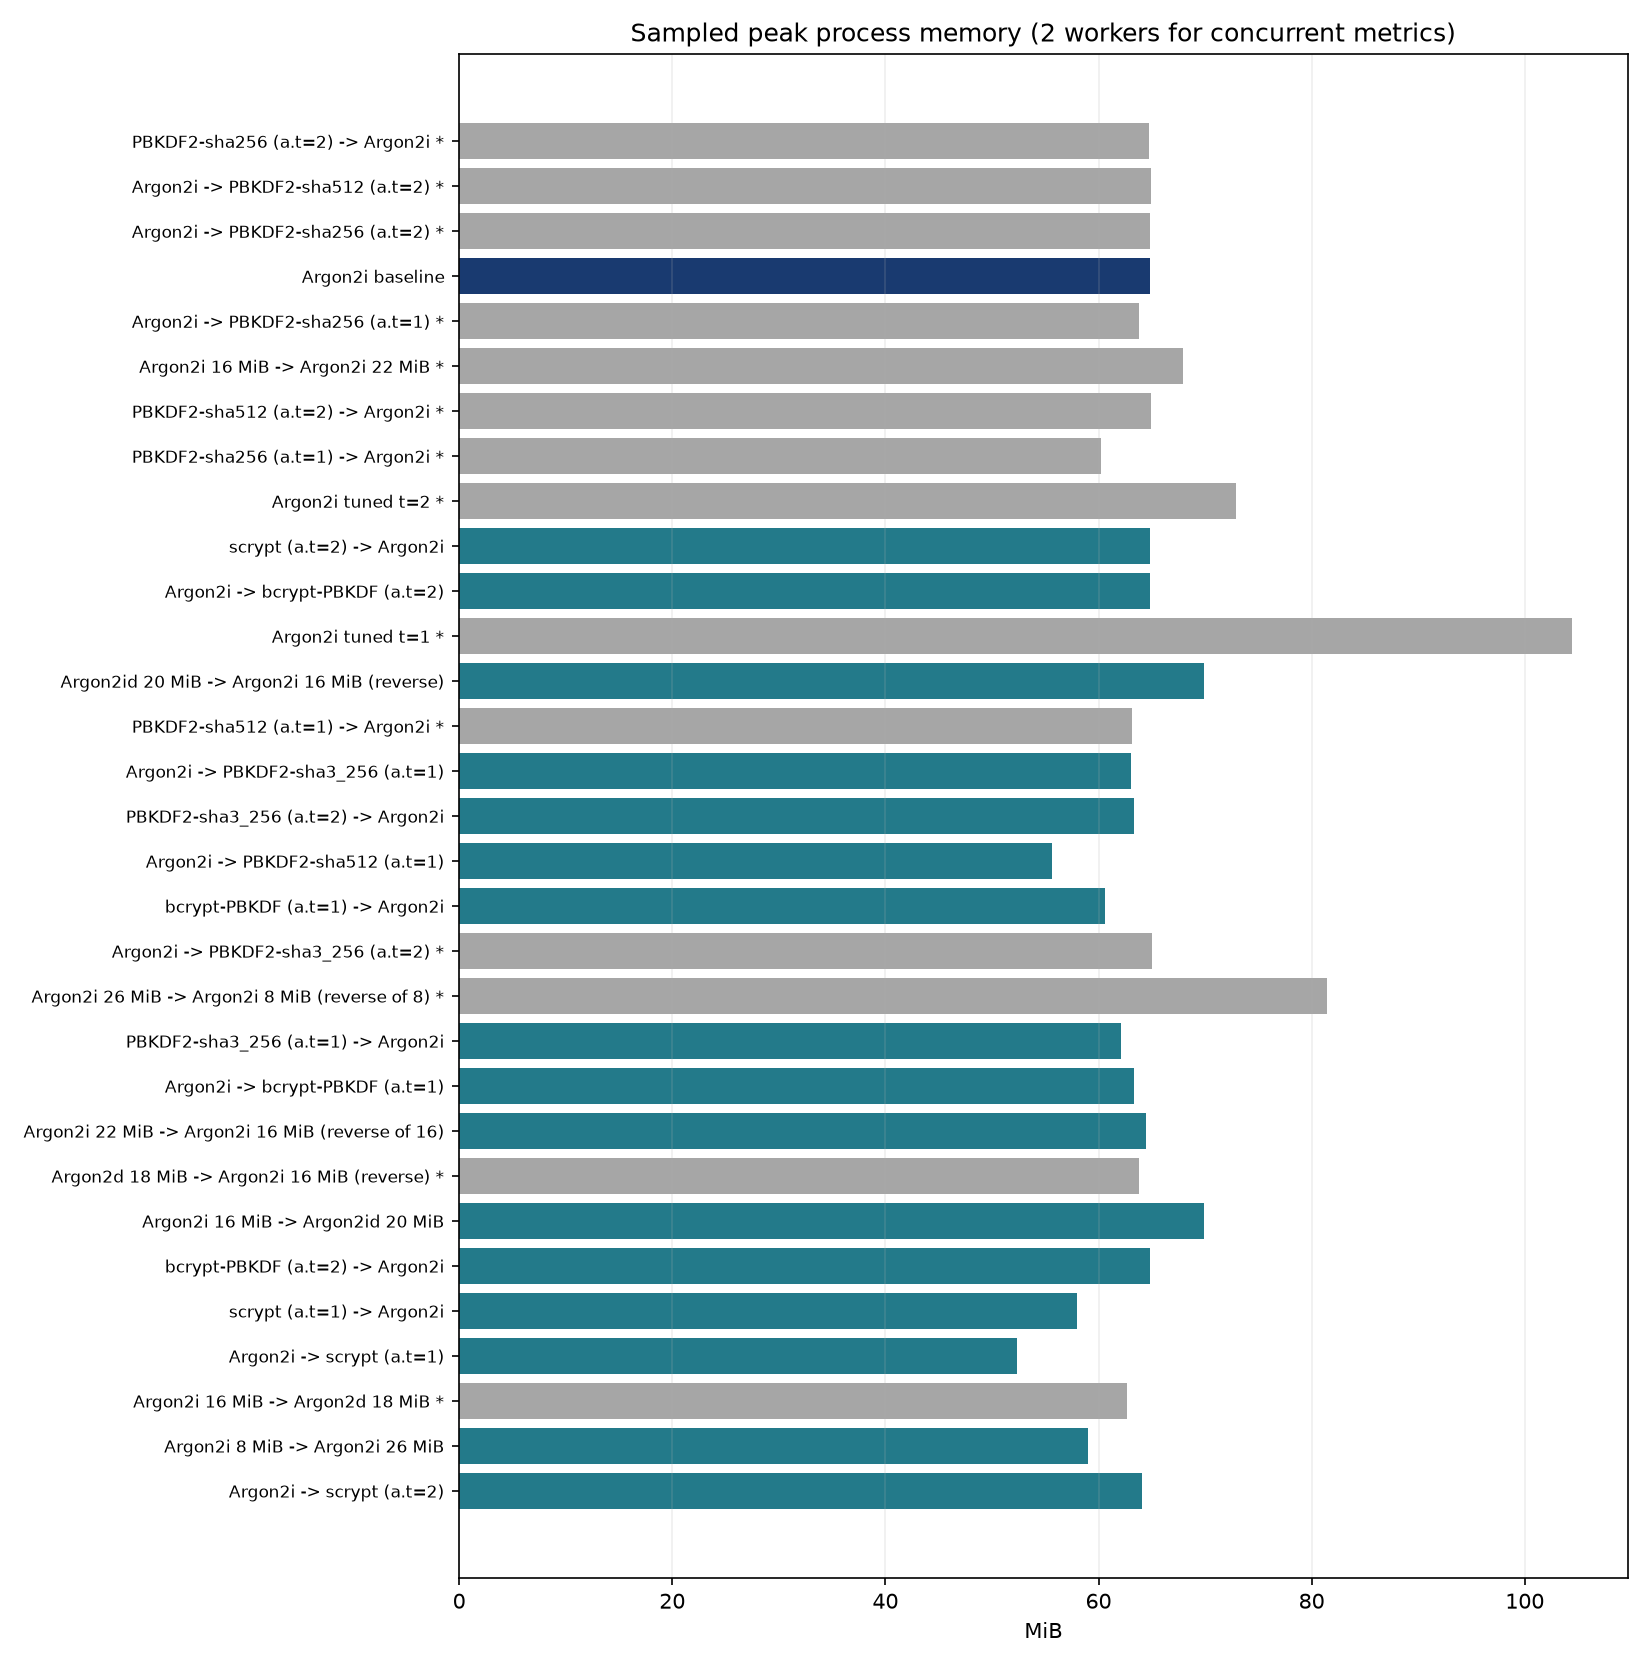 Sampled peak process memory (2 workers for concurrent metrics)
PBKDF2-sha256 (a.t=2) -> Argon2i *
Argon2i -> PBKDF2-sha512 (a.t=2) *
Argon2i -> PBKDF2-sha256 (a.t=2) *
Argon2i baseline
Argon2i -> PBKDF2-sha256 (a.t=1) *
Argon2i 16 MiB -> Argon2i 22 MiB *
PBKDF2-sha512 (a.t=2) -> Argon2i *
PBKDF2-sha256 (a.t=1) -> Argon2i *
Argon2i tuned t=2 *
scrypt (a.t=2) -> Argon2i
Argon2i -> bcrypt-PBKDF (a.t=2)
Argon2i tuned t=1 *
Argon2id 20 MiB -> Argon2i 16 MiB (reverse)
PBKDF2-sha512 (a.t=1) -> Argon2i *
Argon2i -> PBKDF2-sha3_256 (a.t=1)
PBKDF2-sha3_256 (a.t=2) -> Argon2i
Argon2i -> PBKDF2-sha512 (a.t=1)
bcrypt-PBKDF (a.t=1) -> Argon2i
Argon2i -> PBKDF2-sha3_256 (a.t=2) *
Argon2i 26 MiB -> Argon2i 8 MiB (reverse of 8) *
PBKDF2-sha3_256 (a.t=1) -> Argon2i
Argon2i -> bcrypt-PBKDF (a.t=1)
Argon2i 22 MiB -> Argon2i 16 MiB (reverse of 16)
Argon2d 18 MiB -> Argon2i 16 MiB (reverse) *
Argon2i 16 MiB -> Argon2id 20 MiB
bcrypt-PBKDF (a.t=2) -> Argon2i
scrypt (a.t=1) -> Argon2i
Argon2i -> scrypt (a.t=1)
Argon2i 16 MiB -> Argon2d 18 MiB *
Argon2i 8 MiB -> Argon2i 26 MiB
Argon2i -> scrypt (a.t=2)
0 20 40 60 80 100
MiB